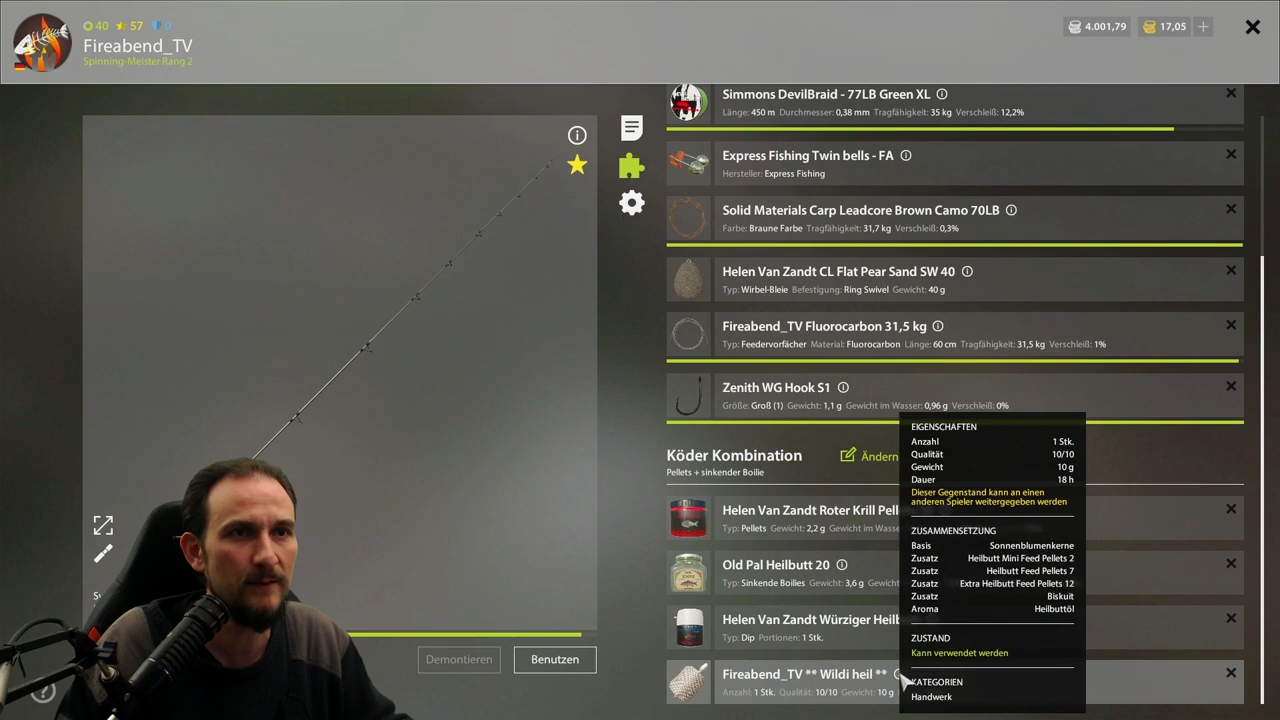 40 57 0
Fireabend_TV
Spinning-Meister Rang 2
4.001,79 17,05
Simmons DevilBraid - 77LB Green XL
Länge: 450 m Durchmesser: 0,38 mm Tragfähigkeit: 35 kg Verschleiß: 12,2%
Express Fishing Twin bells - FA
Hersteller: Express Fishing
Solid Materials Carp Leadcore Brown Camo 70LB
Farbe: Braune Farbe Tragfähigkeit: 31,7 kg Verschleiß: 0,3%
Helen Van Zandt CL Flat Pear Sand SW 40
Typ: Wirbel-Bleie Befestigung: Ring Swivel Gewicht: 40 g
Fireabend_TV Fluorocarbon 31,5 kg
Typ: Feedervorfächer Material: Fluorocarbon Länge: 60 cm Tragfähigkeit: 31,5 kg Verschleiß: 1%
Zenith WG Hook S1
Größe: Groß (1) Gewicht: 1,1 g Gewicht im Wasser: 0,96 g Verschleiß: 0%
Köder Kombination Ändern
Pellets + sinkender Boilie
Helen Van Zandt Roter Krill Pell
Typ: Pellets Gewicht: 2,2 g Gewicht im Wasse
Old Pal Heilbutt 20
Typ: Sinkende Boilies Gewicht: 3,6 g Gewicht
Helen Van Zandt Würziger Heilb
Typ: Dip Portionen: 1 Stk.
Fireabend_TV ** Wildi heil **
Anzahl: 1 Stk. Qualität: 10/10 Gewicht: 10 g
EIGENSCHAFTEN
Anzahl 1 Stk.
Qualität 10/10
Gewicht 10 g
Dauer 18 h
Dieser Gegenstand kann an einen
anderen Spieler weitergegeben werden
ZUSAMMENSETZUNG
Basis Sonnenblumenkerne
Zusatz Heilbutt Mini Feed Pellets 2
Zusatz Heilbutt Feed Pellets 7
Zusatz Extra Heilbutt Feed Pellets 12
Zusatz Biskuit
Aroma Heilbuttöl
ZUSTAND
Kann verwendet werden
KATEGORIEN
Handwerk
Demontieren Benutzen